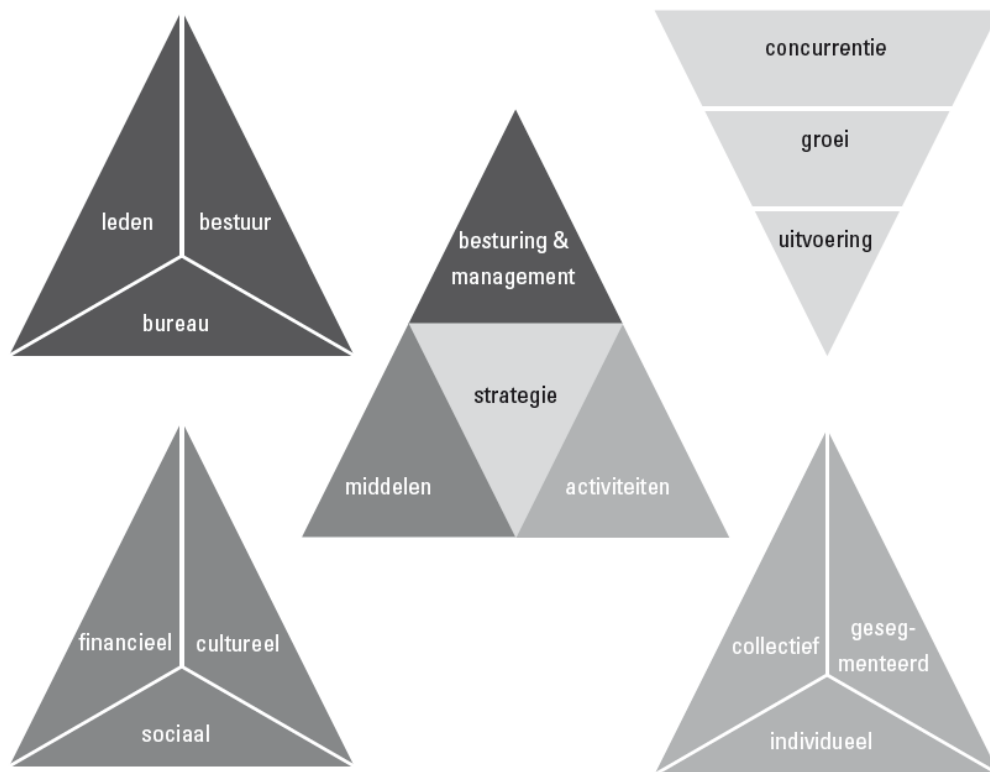 leden
bestuur
bureau
concurrentie
groei
uitvoering
besturing &
management
strategie
middelen
activiteiten
financieel
cultureel
sociaal
collectief
geseg-
menteerd
individueel